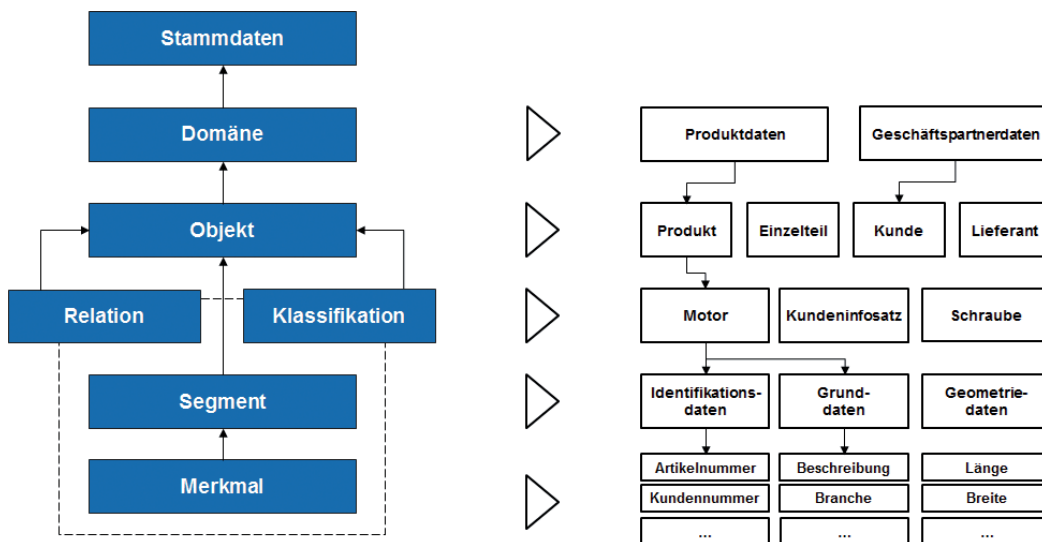 Stammdaten
Domäne
Objekt
Relation
Klassifikation
Segment
Merkmal
Produktdaten
Geschäftspartnerdaten
Produkt
Einzelteil
Kunde
Lieferant
Motor
Kundeninfosatz
Schraube
Identifikations-
daten
Grund-
daten
Geometrie-
daten
Artikelnummer
Beschreibung
Länge
Kundennummer
Branche
Breite
...
...
...